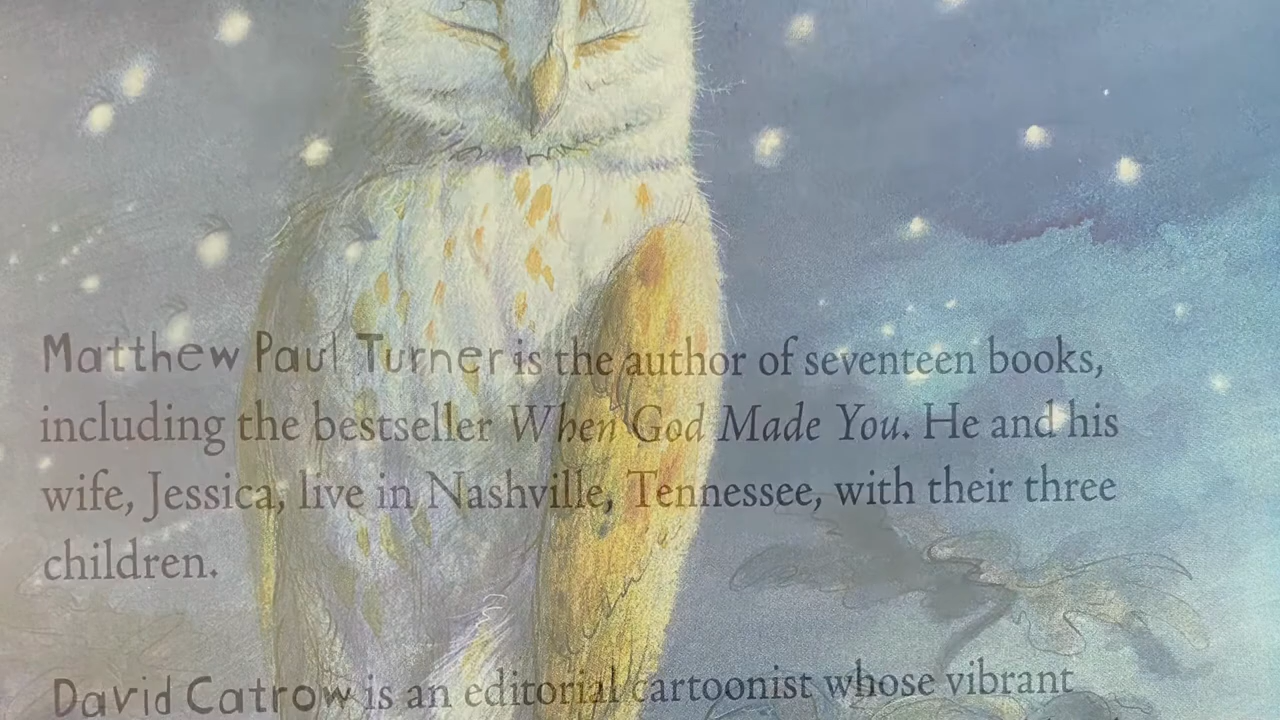 Matthew Paul Turner is the author of seventeen books,
including the bestseller When God Made You. He and his
wife, Jessica, live in Nashville, Tennessee, with their three
children.
David Catrow is an editorial cartoonist whose vibrant